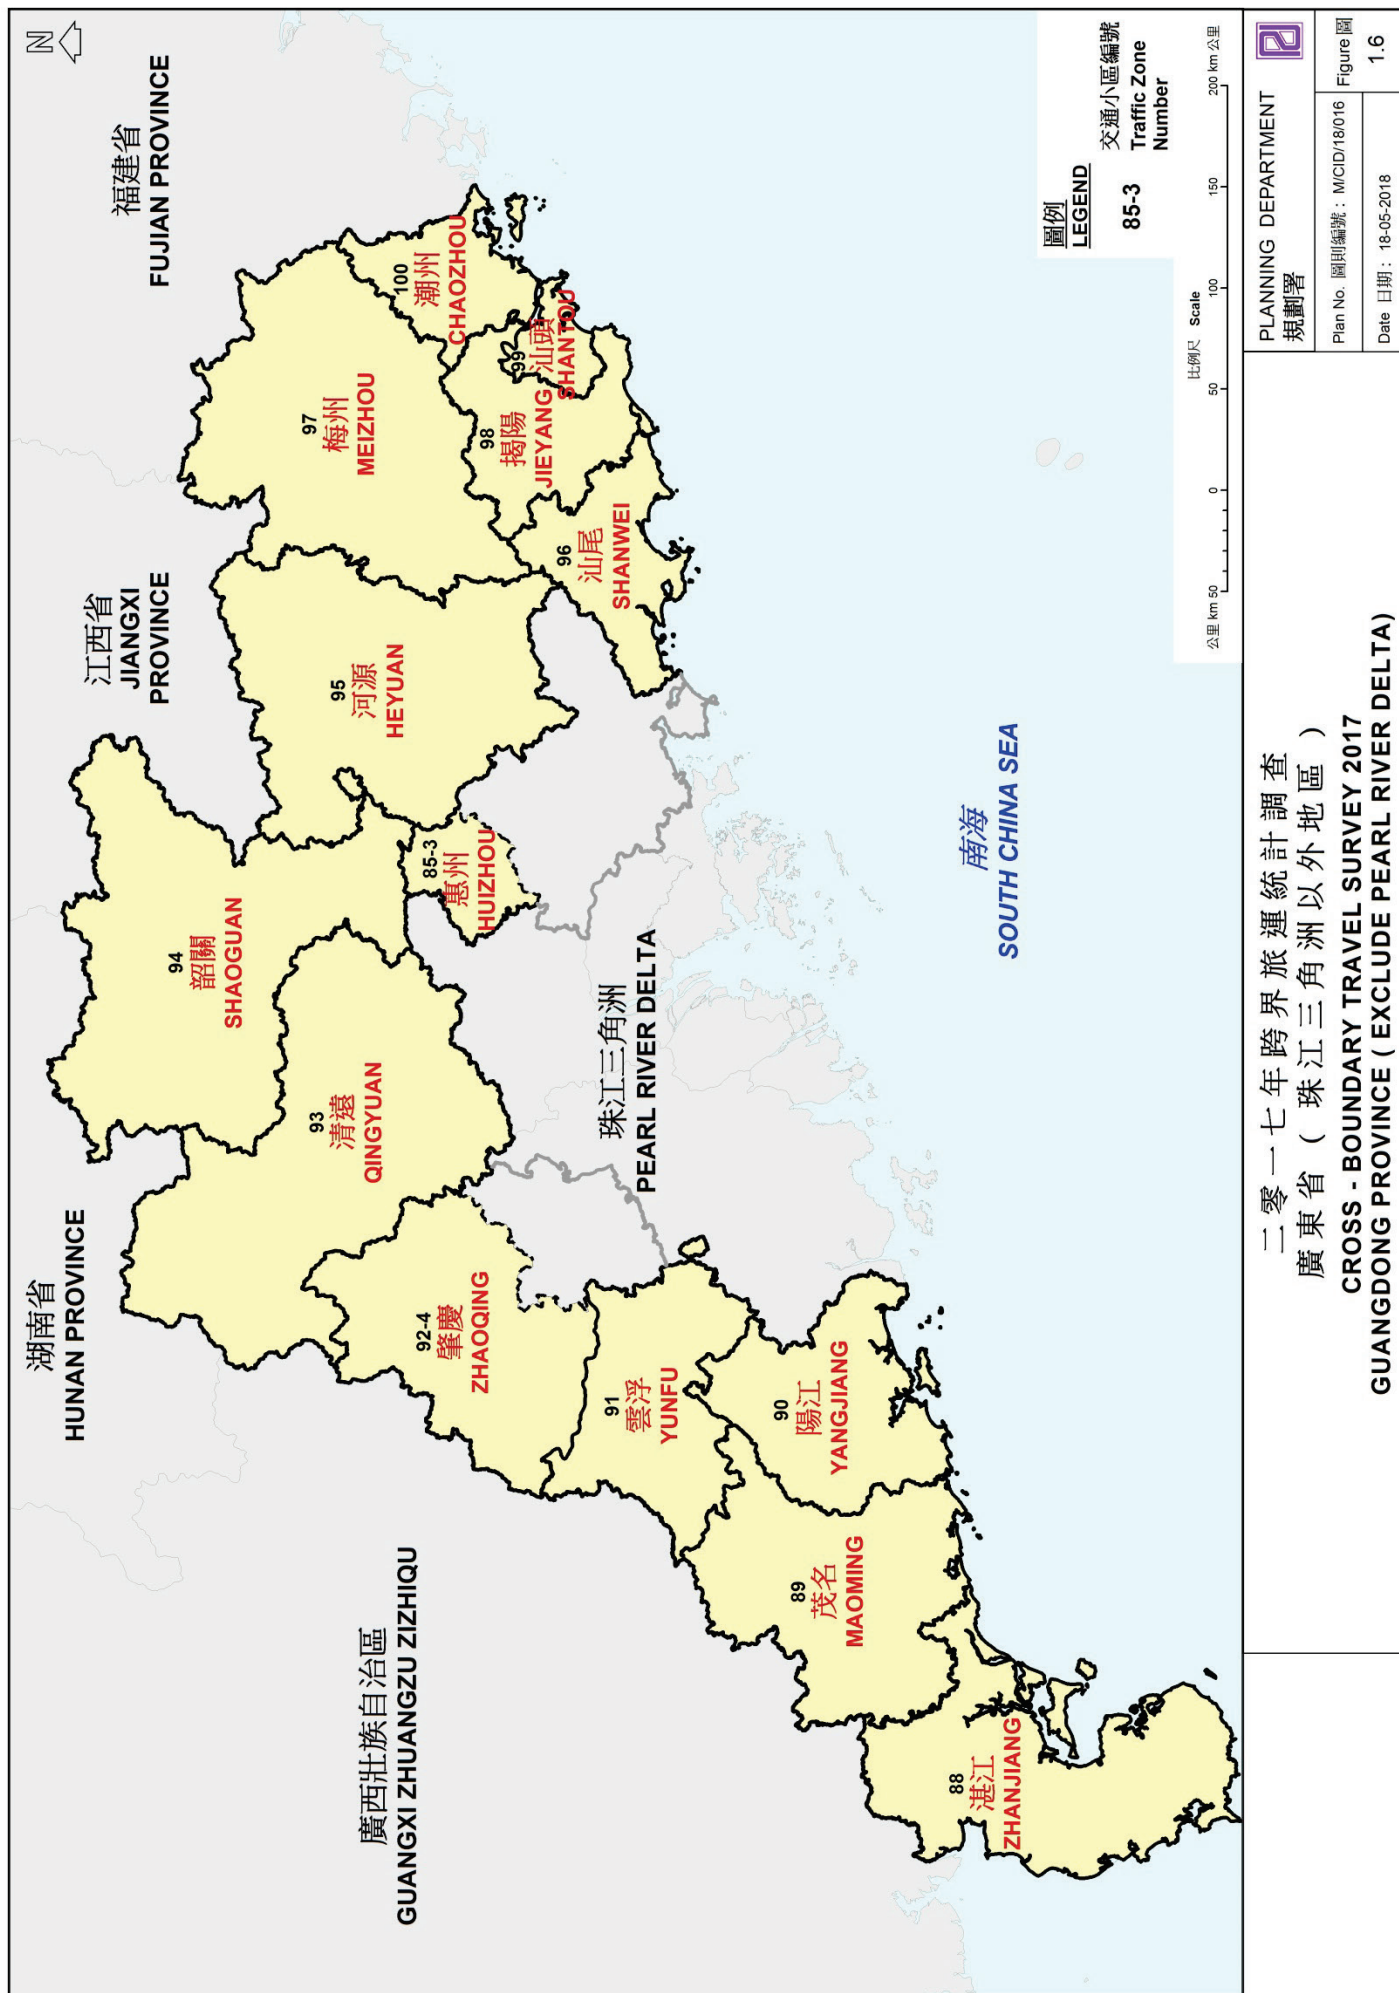 N
湖南省
HUNAN PROVINCE
江西省
JIANGXI
PROVINCE
福建省
FUJIAN PROVINCE
廣西壯族自治區
GUANGXI ZHUANGZU ZIZHIQU
94
韶關
SHAOGUAN
93
清遠
QINGYUAN
95
河源
HEYUAN
97
梅州
MEIZHOU
100
潮州
CHAOZHOU
92-4
肇慶
ZHAOQING
85-3
惠州
HUIZHOU
98
揭陽
JIEYANG
99
汕頭
SHANTOU
96
汕尾
SHANWEI
91
雲浮
YUNFU
珠江三角洲
PEARL RIVER DELTA
90
陽江
YANGJIANG
89
茂名
MAOMING
88
湛江
ZHANJIANG
南海
SOUTH CHINA SEA
圖例
LEGEND
85-3
交通小區編號
Traffic Zone
Number
比例尺 Scale
公里 km 50 0 50 100 150 200 km 公里
二零一七年跨界旅運統計調查
廣東省(珠江三角洲以外地區)
CROSS - BOUNDARY TRAVEL SURVEY 2017
GUANGDONG PROVINCE ( EXCLUDE PEARL RIVER DELTA)
PLANNING DEPARTMENT
規劃署
Plan No. 圖則編號 : M/CID/18/016
Date 日期 : 18-05-2018
Figure 圖
1.6